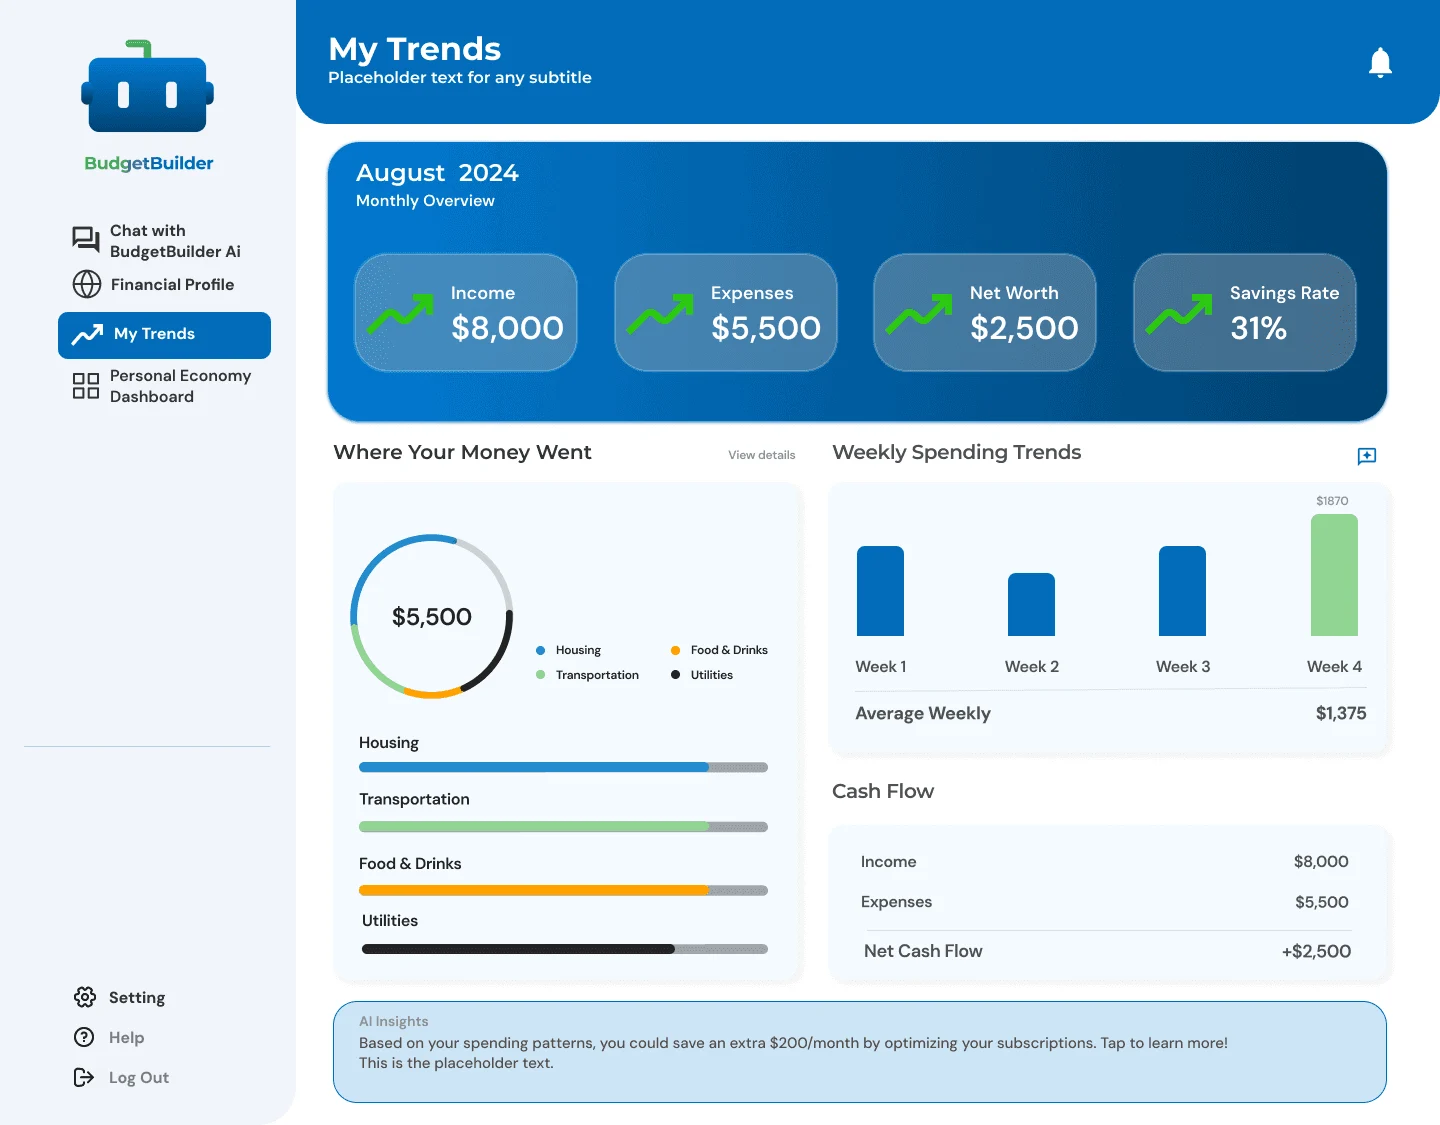 BudgetBuilder
Chat with
BudgetBuilder Ai
Financial Profile
My Trends
Personal Economy
Dashboard
Setting
Help
Log Out
My Trends
Placeholder text for any subtitle
August 2024
Monthly Overview
Income
$8,000
Expenses
$5,500
Net Worth
$2,500
Savings Rate
31%
Where Your Money Went
View details
$5,500
Housing
Food & Drinks
Transportation
Utilities
Housing
Transportation
Food & Drinks
Utilities
Weekly Spending Trends
$1870
Week 1
Week 2
Week 3
Week 4
Average Weekly
$1,375
Cash Flow
Income
$8,000
Expenses
$5,500
Net Cash Flow
+$2,500
AI Insights
Based on your spending patterns, you could save an extra $200/month by optimizing your subscriptions. Tap to learn more!
This is the placeholder text.